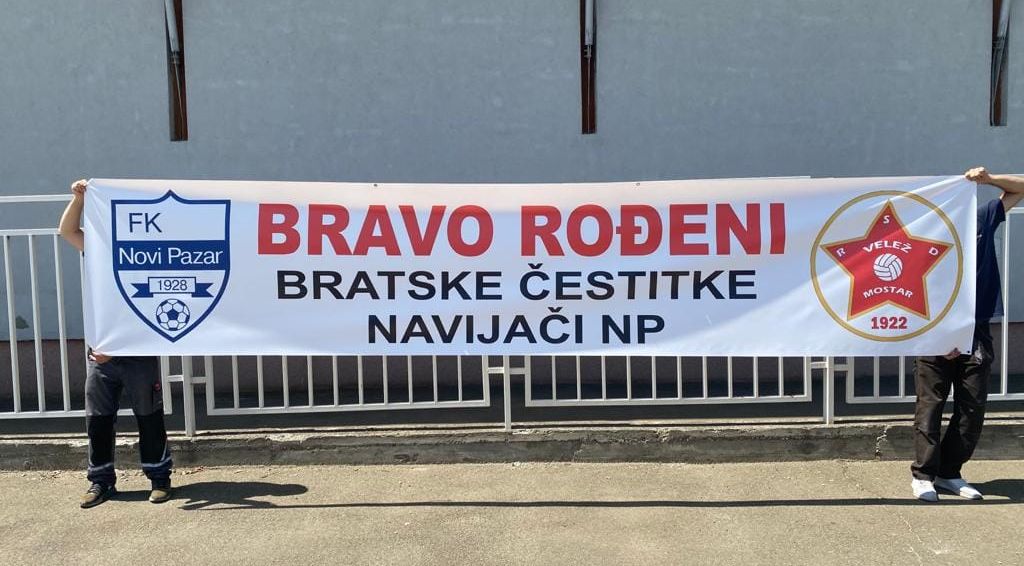 FK
Novi Pazar
1928
BRAVO ROĐENI
BRATSKE ČESTITKE
NAVIJAČI NP
R S D
VELEŽ
MOSTAR
1922